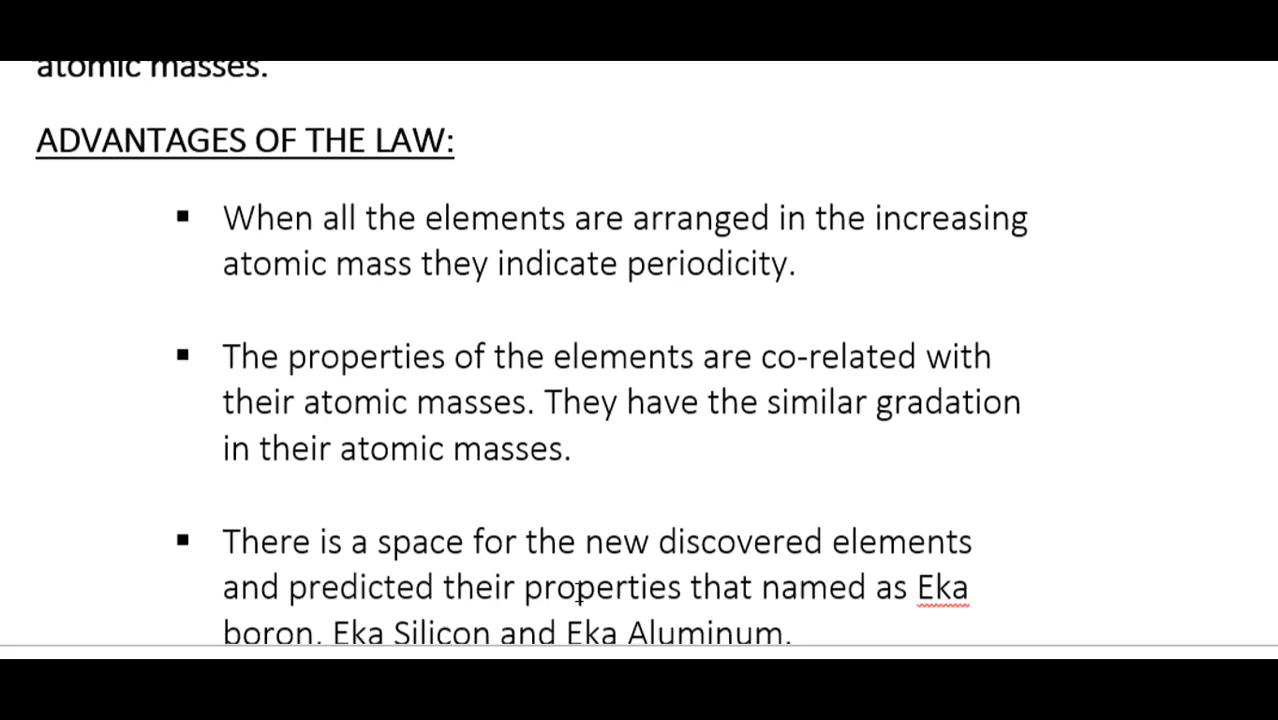 atomic masses.
ADVANTAGES OF THE LAW:
▪ When all the elements are arranged in the increasing
atomic mass they indicate periodicity.
▪ The properties of the elements are co-related with
their atomic masses. They have the similar gradation
in their atomic masses.
▪ There is a space for the new discovered elements
and predicted their properties that named as Eka
boron, Eka Silicon and Eka Aluminum.